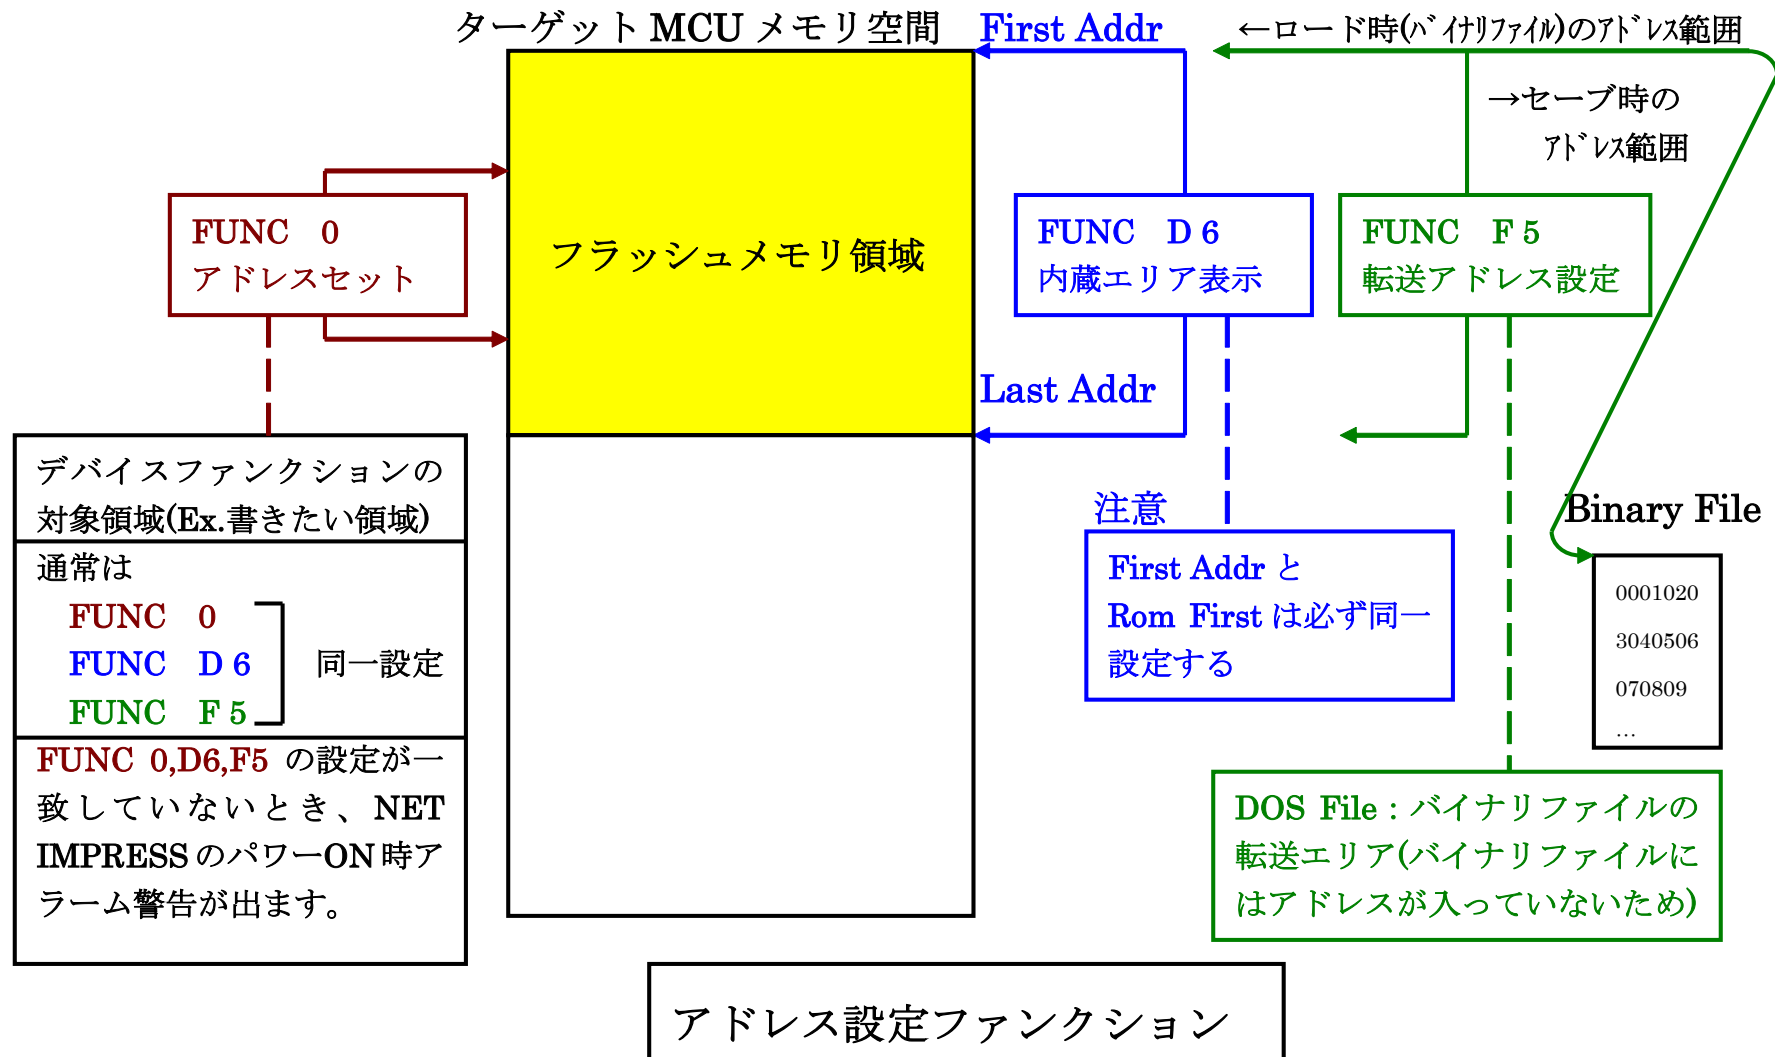 ターゲット MCU メモリ空間
First Addr
←ロード時(ﾊﾞｲﾅﾘﾌｧｲﾙ)のｱﾄﾞﾚｽ範囲
→セーブ時の
ｱﾄﾞﾚｽ範囲
FUNC 0
アドレスセット
フラッシュメモリ領域
FUNC D 6
内蔵エリア表示
FUNC F 5
転送アドレス設定
Last Addr
デバイスファンクションの
対象領域(Ex.書きたい領域)
通常は
FUNC 0
FUNC D 6
FUNC F 5
同一設定
FUNC 0,D6,F5 の設定が一
致していないとき、NET
IMPRESS のパワーON 時ア
ラーム警告が出ます。
注意
First Addr と
Rom First は必ず同一
設定する
Binary File
0001020
3040506
070809
…
DOS File : バイナリファイルの
転送エリア(バイナリファイルに
はアドレスが入っていないため)
アドレス設定ファンクション